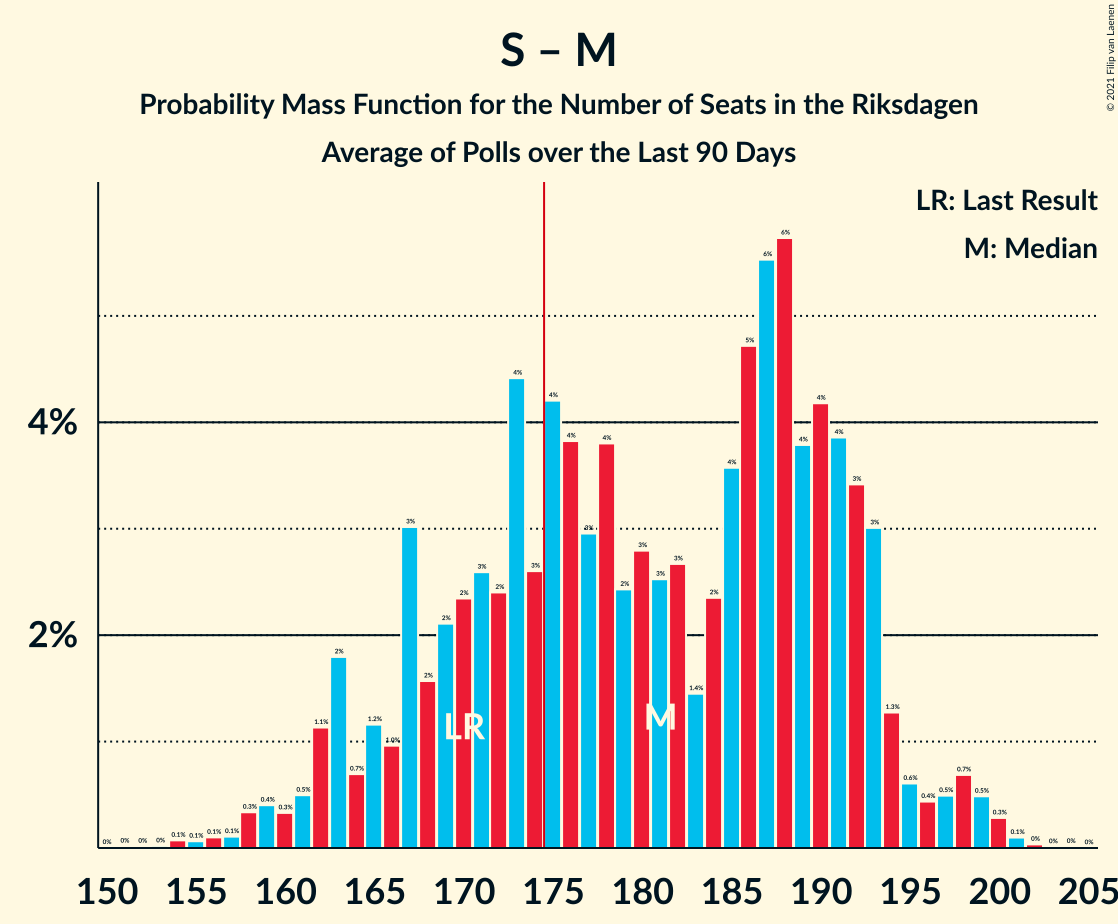 S – M
Probability Mass Function for the Number of Seats in the Riksdagen
Average of Polls over the Last 90 Days
© 2021 Filip van Laenen
LR: Last Result
M: Median
4%
2%
0% 0% 0% 0% 0.1% 0.1% 0.1% 0.1% 0.3% 0.4% 0.3% 0.5% 1.1% 2% 0.7% 1.2% 1.0% 3% 2% 2% 2% 3% 2% 4% 3% 4% 4% 3% 4% 2% 3% 3% 3% 1.4% 2% 4% 5% 6% 6% 4% 4% 4% 3% 3% 1.3% 0.6% 0.4% 0.5% 0.7% 0.5% 0.3% 0.1% 0% 0% 0% 0%
LR M
150 155 160 165 170 175 180 185 190 195 200 205